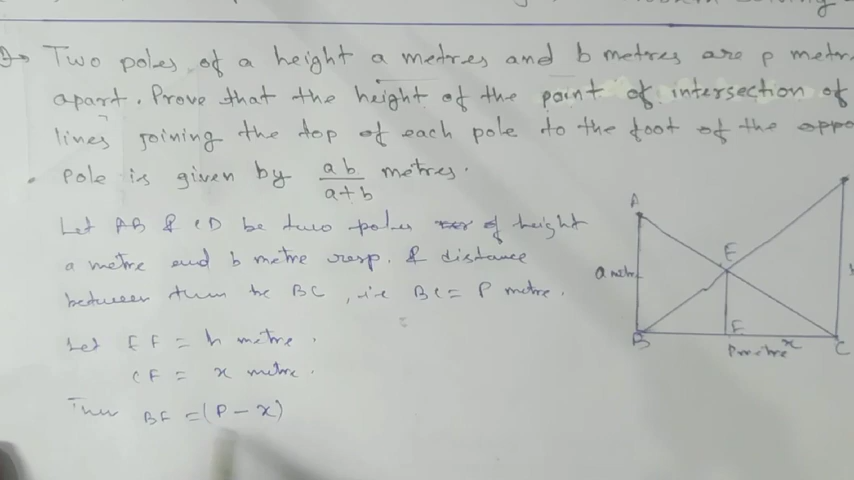 Two poles of a height a metres and b metres are p metr
apart. Prove that the height of the point of intersection of
lines joining the top of each pole to the foot of the oppo
pole is given by ab/a+b metres.
Let AB & CD be two poles of height
a metre and b metre resp. & distance
between them be BC, i.e BC = P metre.
Let EF = h metre.
CF = x metre.
Then BF = (P - x)
A
E
a metre
B
F
P metre
x
C